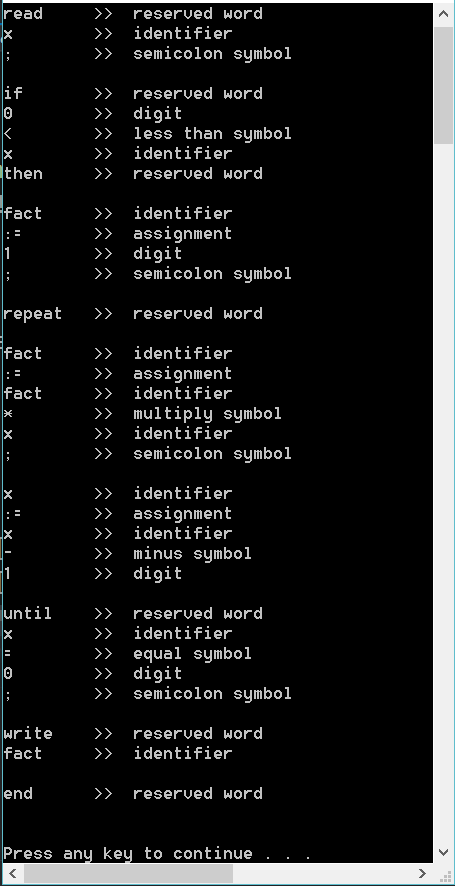 read >> reserved word
x >> identifier
; >> semicolon symbol
if >> reserved word
0 >> digit
< >> less than symbol
x >> identifier
then >> reserved word
fact >> identifier
:= >> assignment
1 >> digit
; >> semicolon symbol
repeat >> reserved word
fact >> identifier
:= >> assignment
fact >> identifier
* >> multiply symbol
x >> identifier
; >> semicolon symbol
x >> identifier
:= >> assignment
x >> identifier
- >> minus symbol
1 >> digit
until >> reserved word
x >> identifier
= >> equal symbol
0 >> digit
; >> semicolon symbol
write >> reserved word
fact >> identifier
end >> reserved word
Press any key to continue . . .